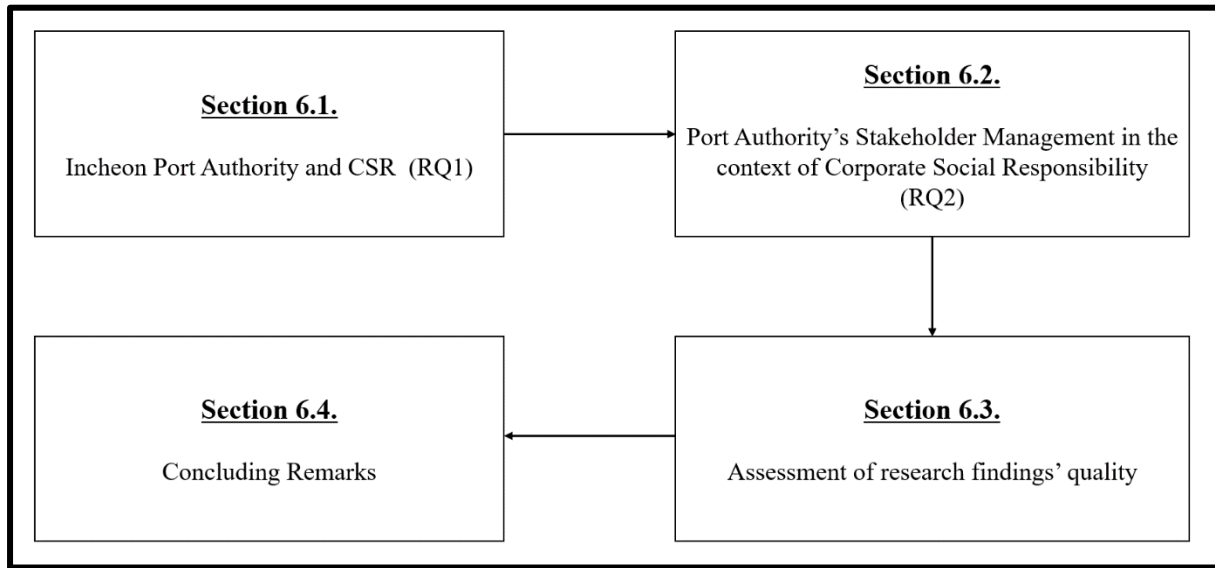 Section 6.1.
Incheon Port Authority and CSR  (RQ1)
Section 6.2.
Port Authority’s Stakeholder Management in the
context of Corporate Social Responsibility
(RQ2)
Section 6.3.
Assessment of research findings’ quality
Section 6.4.
Concluding Remarks